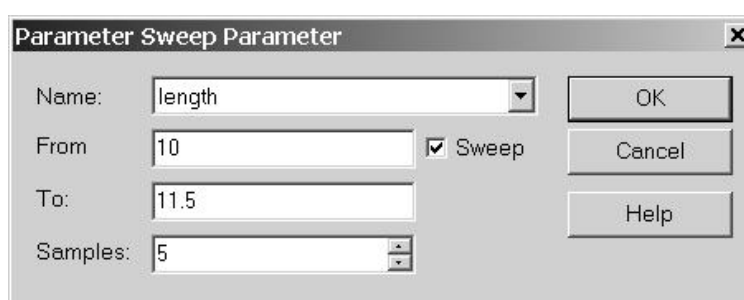 Parameter Sweep Parameter
Name: length OK
From 10 Sweep Cancel
To: 11.5 Help
Samples: 5